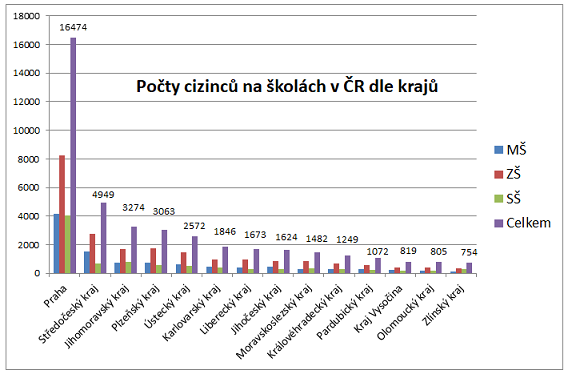 18000
16000
14000
12000
10000
8000
6000
4000
2000
0
Počty cizinců na školách v ČR dle krajů
16474
4949
3274
3063
2572
1846
1673
1624
1482
1249
1072
819
805
754
Praha
Středočeský kraj
Jihomoravský kraj
Plzeňský kraj
Ústecký kraj
Karlovarský kraj
Liberecký kraj
Jihočeský kraj
Moravskoslezský kraj
Královéhradecký kraj
Pardubický kraj
Kraj Vysočina
Olomoucký kraj
Zlínský kraj
MŠ
ZŠ
SŠ
Celkem